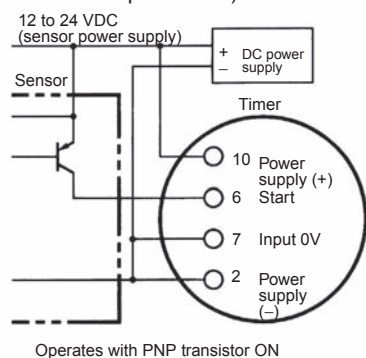 12 to 24 VDC
(sensor power supply)
+ DC power
− supply
Sensor
Timer
10 Power
supply (+)
6 Start
7 Input 0V
2 Power
supply
(−)
Operates with PNP transistor ON